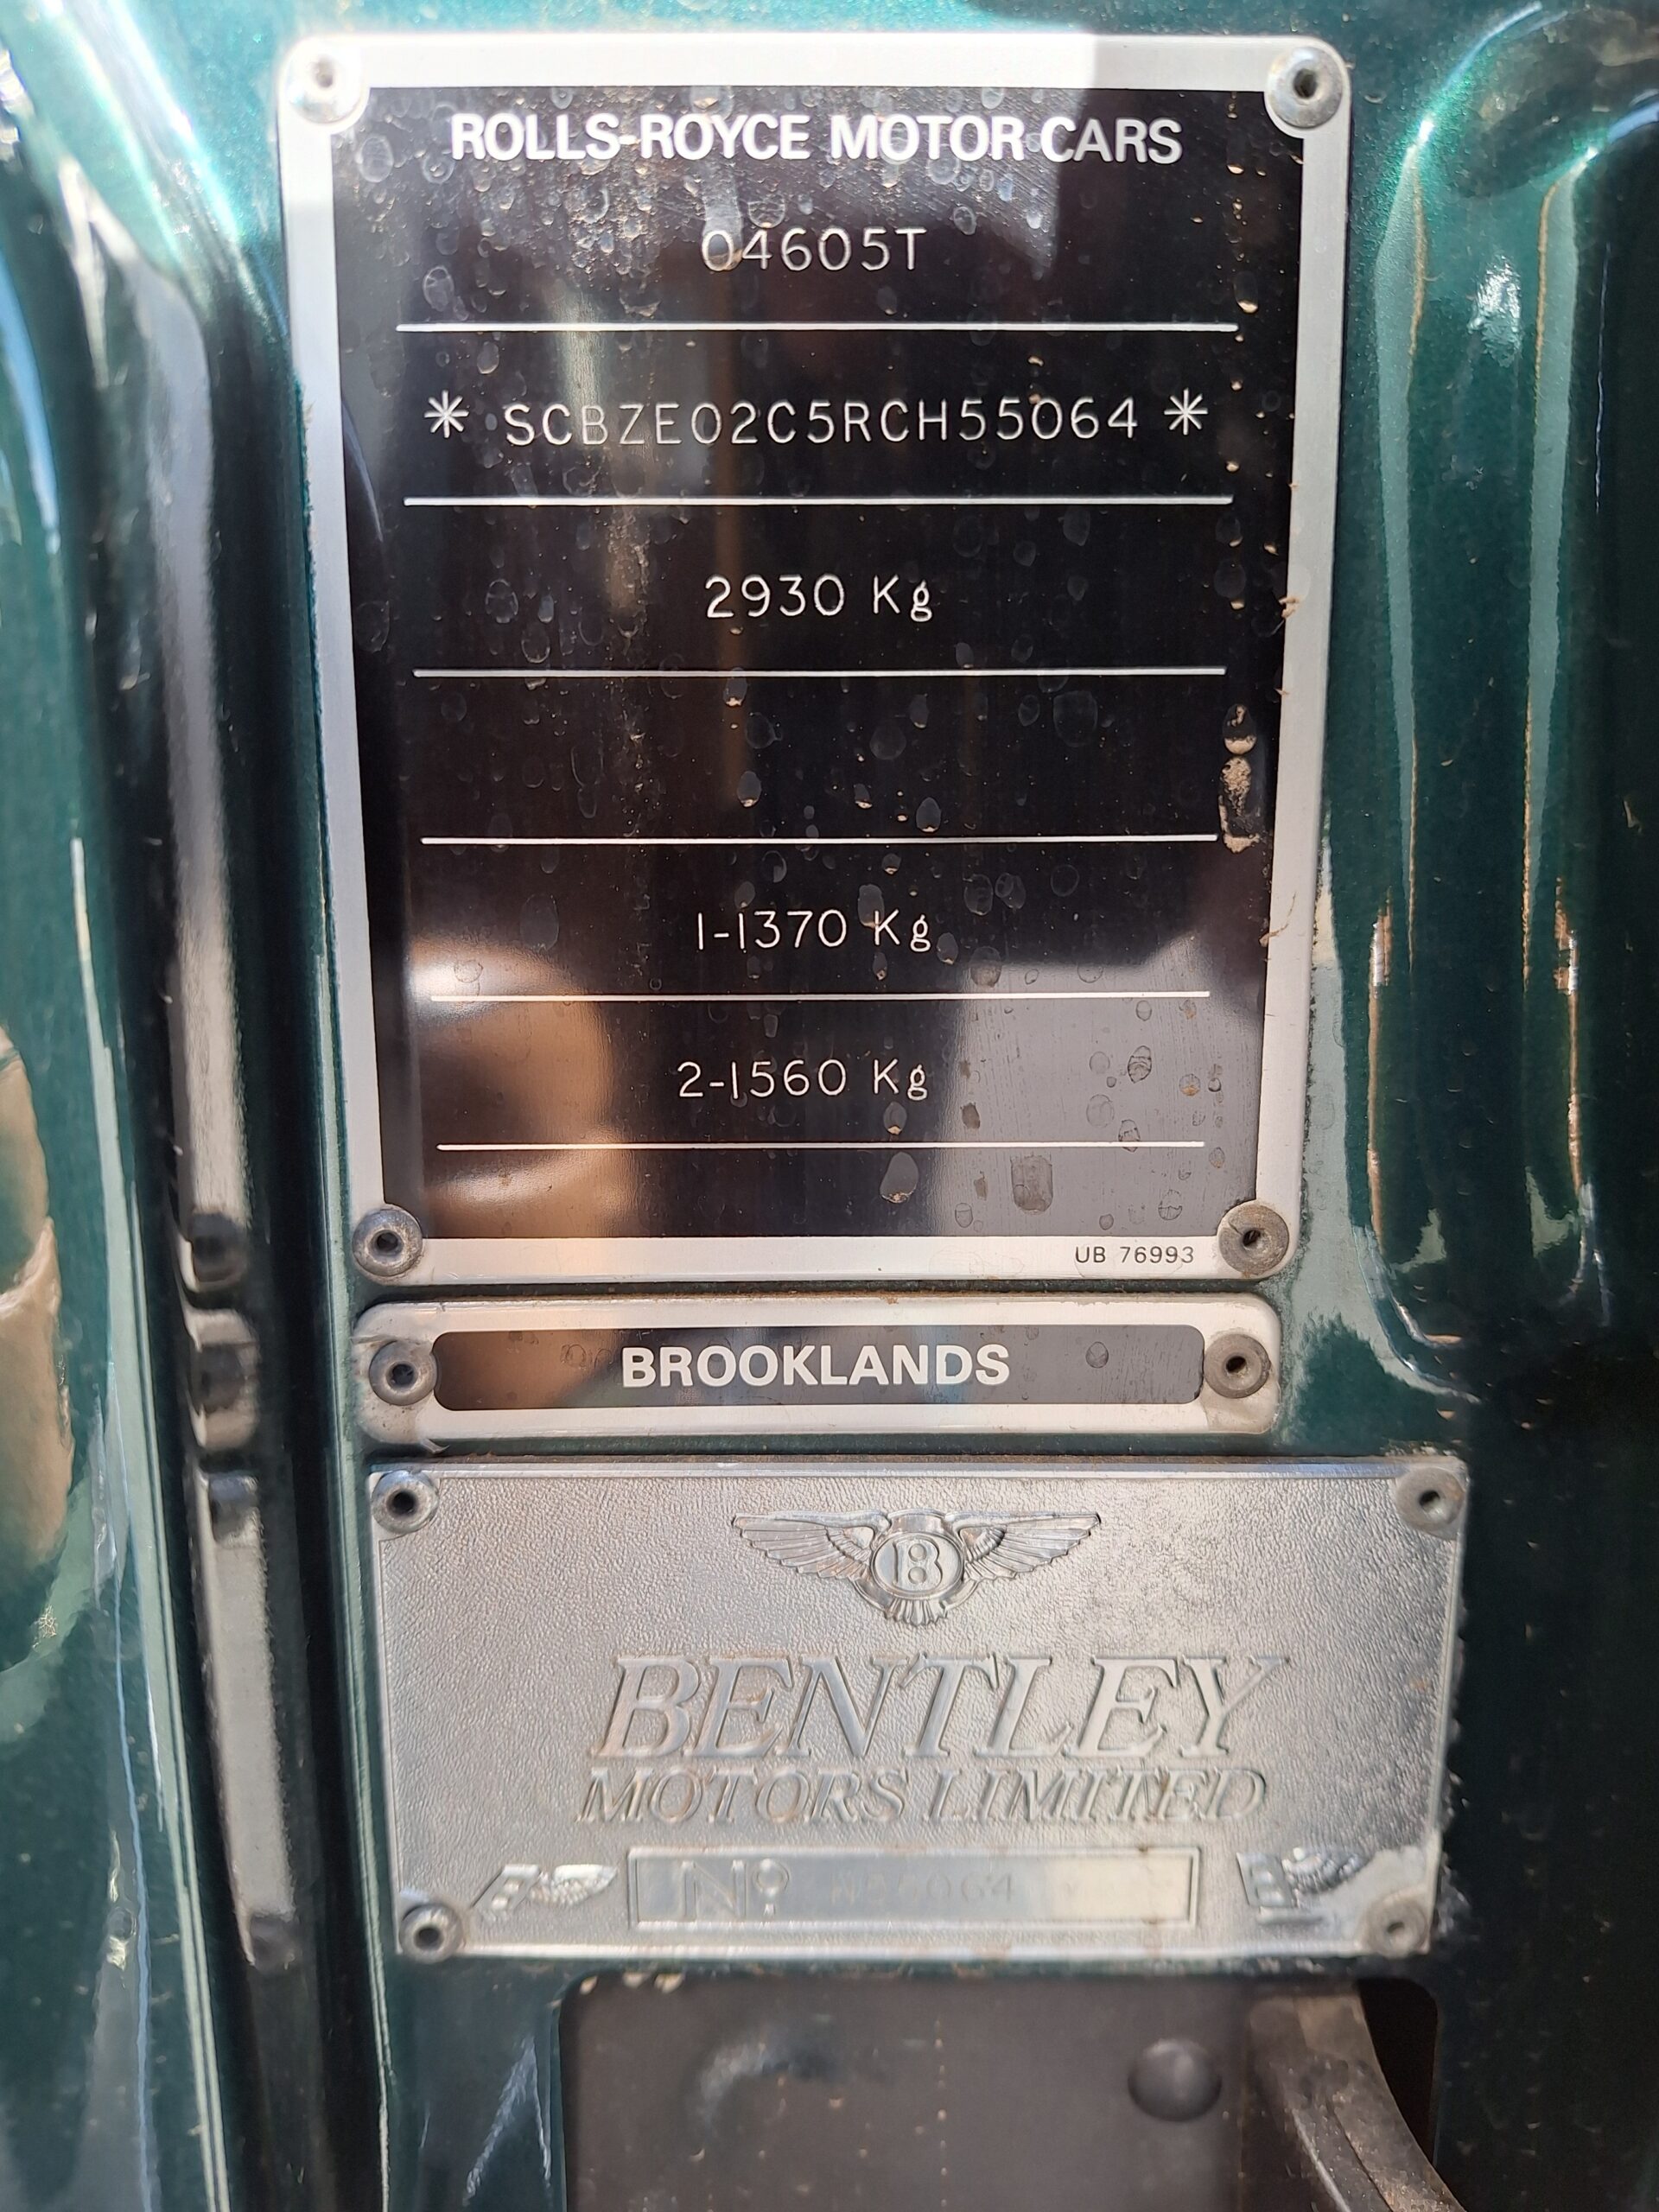 ROLLS-ROYCE MOTOR CARS
04605T
* SCBZE02C5RCH55064 *
2930 Kg
1-1370 Kg
2-1560 Kg
UB 76993
BROOKLANDS
B
BENTLEY
MOTORS LIMITED
Nº